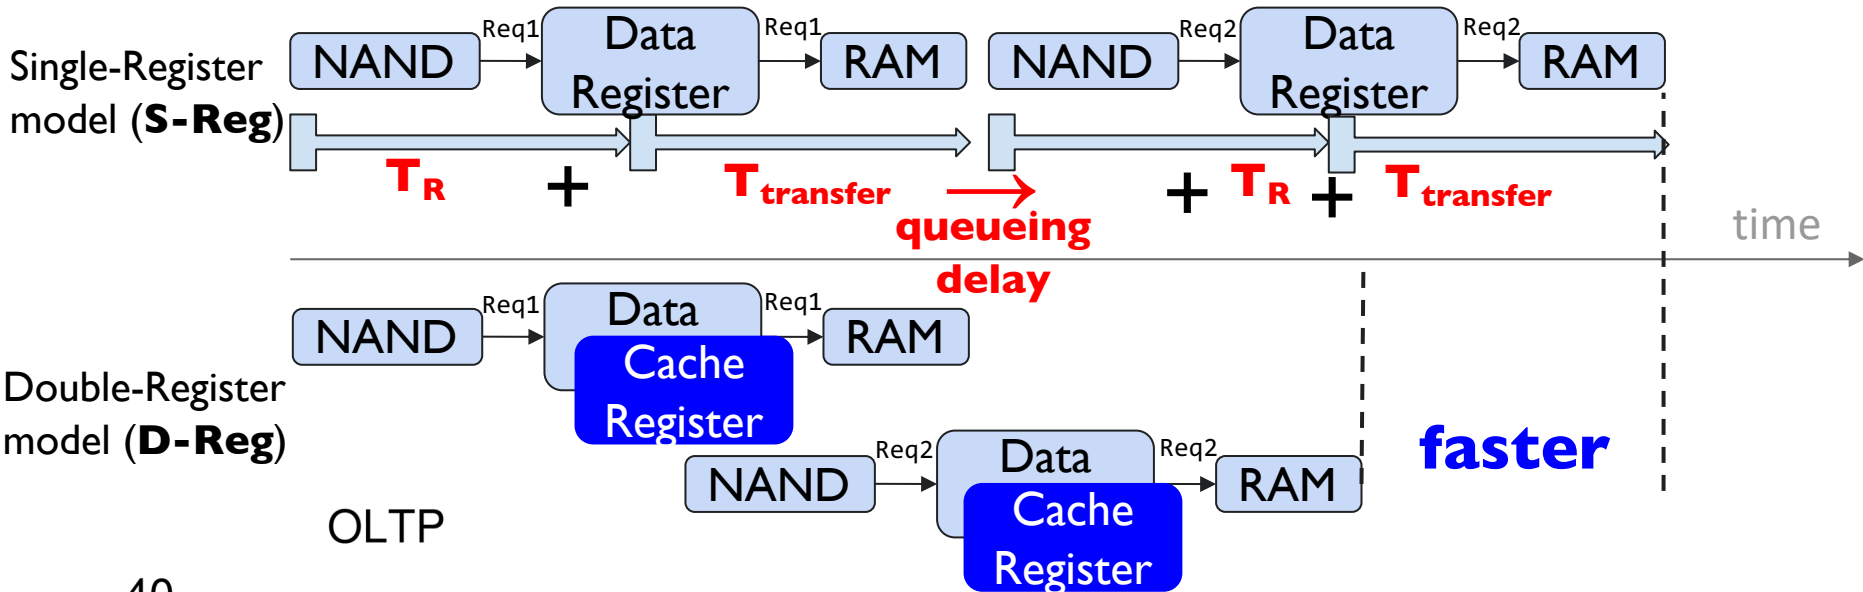 Single-Register
model (S-Reg)
NAND
Req1
Data
Register
Req1
RAM
NAND
Req2
Data
Register
Req2
RAM
TR
+
Ttransfer
→
queueing
delay
+
TR
+
Ttransfer
time
Double-Register
model (D-Reg)
NAND
Req1
Data
Cache
Register
Req1
RAM
NAND
Req2
Data
Cache
Register
Req2
RAM
faster
OLTP
40